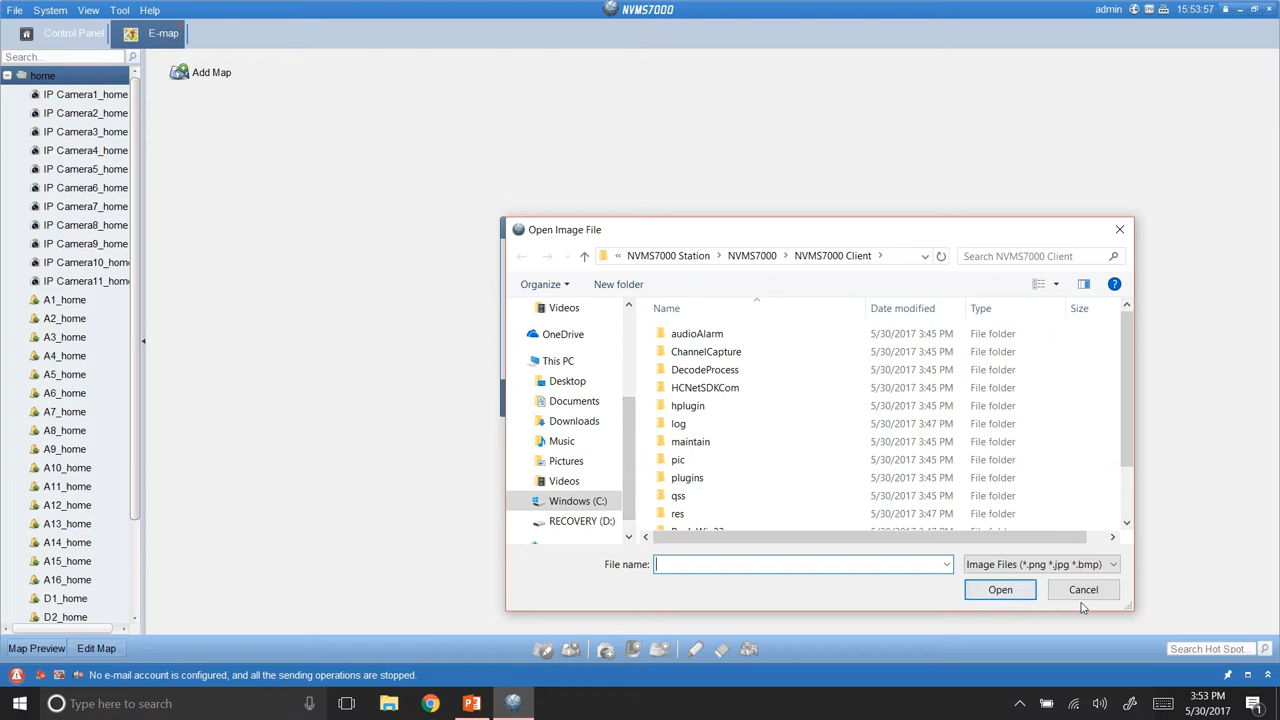 File System View Tool Help
NVMS7000
admin 15:53:57
Control Panel
E-map
Search...
Add Map
home
IP Camera1_home
IP Camera2_home
IP Camera3_home
IP Camera4_home
IP Camera5_home
IP Camera6_home
IP Camera7_home
IP Camera8_home
IP Camera9_home
IP Camera10_home
IP Camera11_home
A1_home
A2_home
A3_home
A4_home
A5_home
A6_home
A7_home
A8_home
A9_home
A10_home
A11_home
A12_home
A13_home
A14_home
A15_home
A16_home
D1_home
D2_home
Open Image File
« NVMS7000 Station > NVMS7000 > NVMS7000 Client >
Search NVMS7000 Client
Organize New folder
Videos
OneDrive
This PC
Desktop
Documents
Downloads
Music
Pictures
Videos
Windows (C:)
RECOVERY (D:)
Name Date modified Type Size
audioAlarm 5/30/2017 3:45 PM File folder
ChannelCapture 5/30/2017 3:45 PM File folder
DecodeProcess 5/30/2017 3:45 PM File folder
HCNetSDKCom 5/30/2017 3:45 PM File folder
hplugin 5/30/2017 3:45 PM File folder
log 5/30/2017 3:47 PM File folder
maintain 5/30/2017 3:45 PM File folder
pic 5/30/2017 3:45 PM File folder
plugins 5/30/2017 3:45 PM File folder
qss 5/30/2017 3:45 PM File folder
res 5/30/2017 3:47 PM File folder
File name:
Image Files (*.png *.jpg *.bmp)
Open Cancel
Map Preview Edit Map
Search Hot Spot...
No e-mail account is configured, and all the sending operations are stopped.
Type here to search
3:53 PM
5/30/2017
1